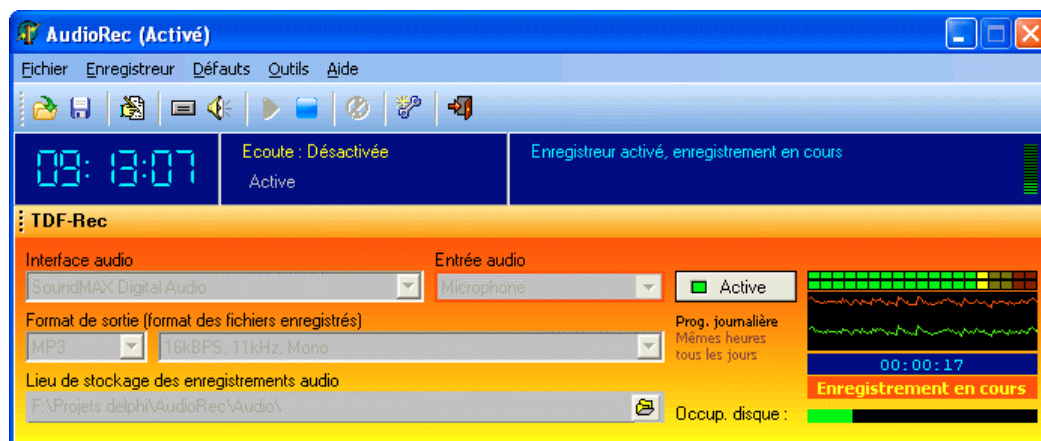 AudioRec (Activé)
Fichier Enregistreur Défauts Outils Aide
09:13:07
Ecoute : Désactivée
Active
Enregistreur activé, enregistrement en cours
TDF-Rec
Interface audio
Entrée audio
SoundMAX Digital Audio
Microphone
Active
Format de sortie (format des fichiers enregistrés)
MP3
16kBPS, 11kHz, Mono
Prog. journalière
Mêmes heures
tous les jours
00:00:17
Enregistrement en cours
Lieu de stockage des enregistrements audio
F:\Projets delphi\AudioRec\Audio\
Occup. disque :